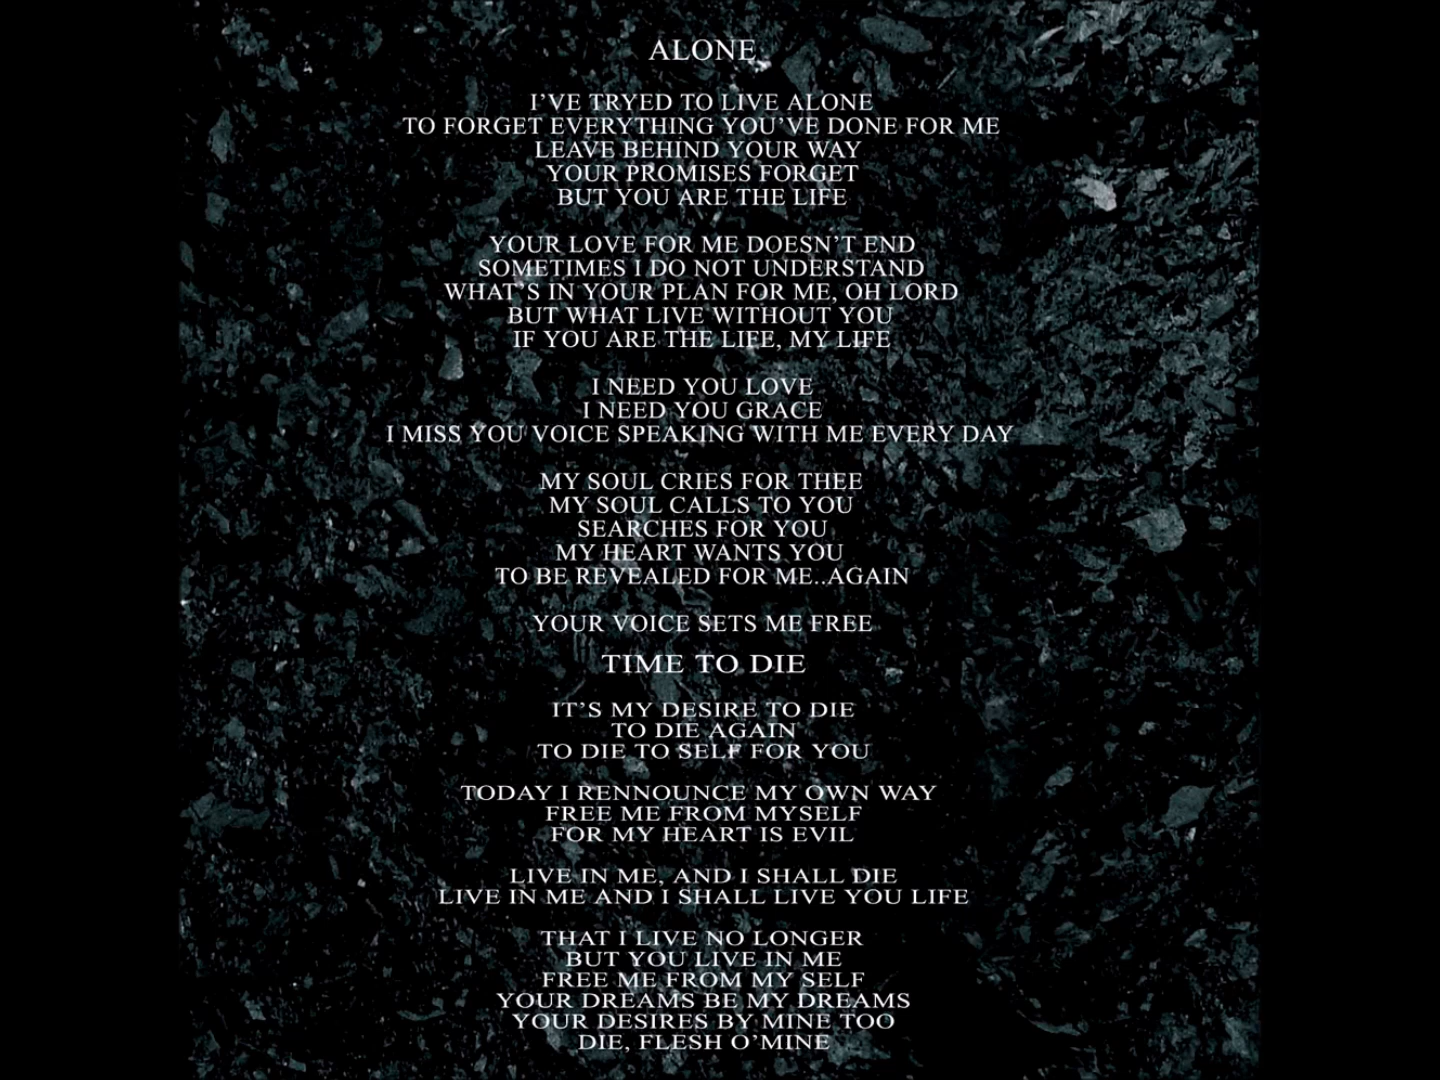 ALONE
I'VE TRYED TO LIVE ALONE
TO FORGET EVERYTHING YOU'VE DONE FOR ME
LEAVE BEHIND YOUR WAY
YOUR PROMISES FORGET
BUT YOU ARE THE LIFE
YOUR LOVE FOR ME DOESN'T END
SOMETIMES I DO NOT UNDERSTAND
WHAT'S IN YOUR PLAN FOR ME, OH LORD
BUT WHAT LIVE WITHOUT YOU
IF YOU ARE THE LIFE, MY LIFE
I NEED YOU LOVE
I NEED YOU GRACE
I MISS YOU VOICE SPEAKING WITH ME EVERY DAY
MY SOUL CRIES FOR THEE
MY SOUL CALLS TO YOU
SEARCHES FOR YOU
MY HEART WANTS YOU
TO BE REVEALED FOR ME..AGAIN
YOUR VOICE SETS ME FREE
TIME TO DIE
IT'S MY DESIRE TO DIE
TO DIE AGAIN
TO DIE TO SELF FOR YOU
TODAY I RENNOUNCE MY OWN WAY
FREE ME FROM MYSELF
FOR MY HEART IS EVIL
LIVE IN ME, AND I SHALL DIE
LIVE IN ME AND I SHALL LIVE YOU LIFE
THAT I LIVE NO LONGER
BUT YOU LIVE IN ME
FREE ME FROM MY SELF
YOUR DREAMS BE MY DREAMS
YOUR DESIRES BY MINE TOO
DIE, FLESH O'MINE